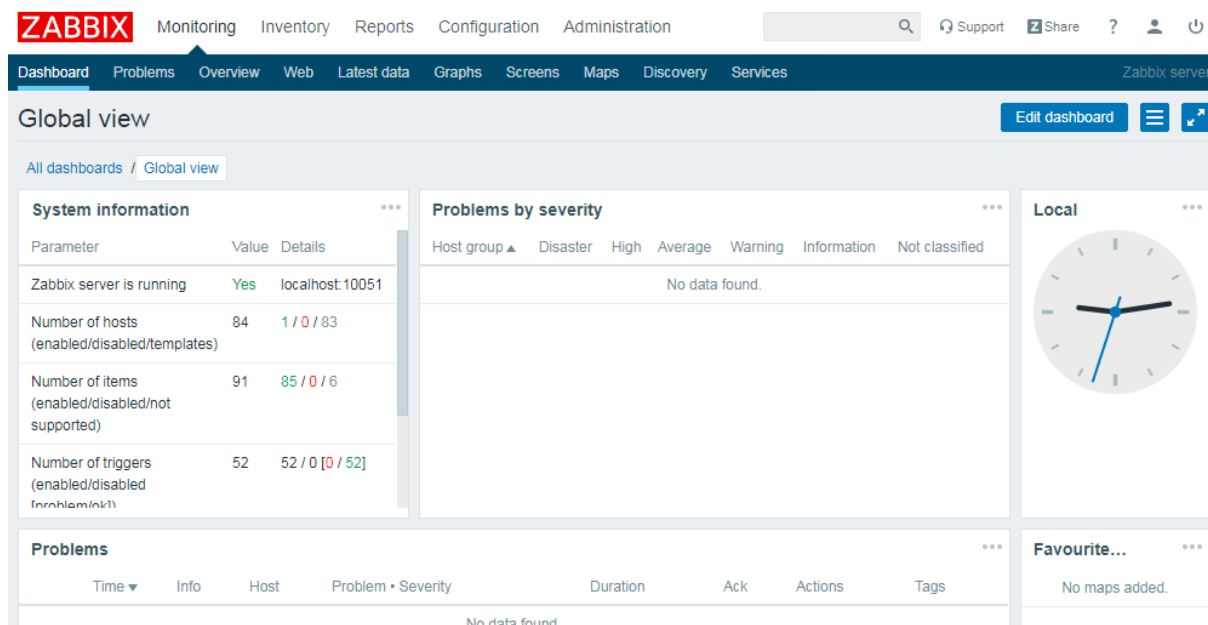 ZABBIX Monitoring Inventory Reports Configuration Administration Support Z Share ?
Dashboard Problems Overview Web Latest data Graphs Screens Maps Discovery Services Zabbix server
Global view Edit dashboard
All dashboards / Global view
System information
Parameter Value Details
Zabbix server is running Yes localhost:10051
Number of hosts 84 1 / 0 / 83
(enabled/disabled/templates)
Number of items 91 85 / 0 / 6
(enabled/disabled/not
supported)
Number of triggers 52 52 / 0 [0 / 52]
(enabled/disabled
[problem/ok])
Problems by severity
Host group ▲ Disaster High Average Warning Information Not classified
No data found.
Local
Problems
Time ▼ Info Host Problem • Severity Duration Ack Actions Tags
No data found.
Favourite...
No maps added.